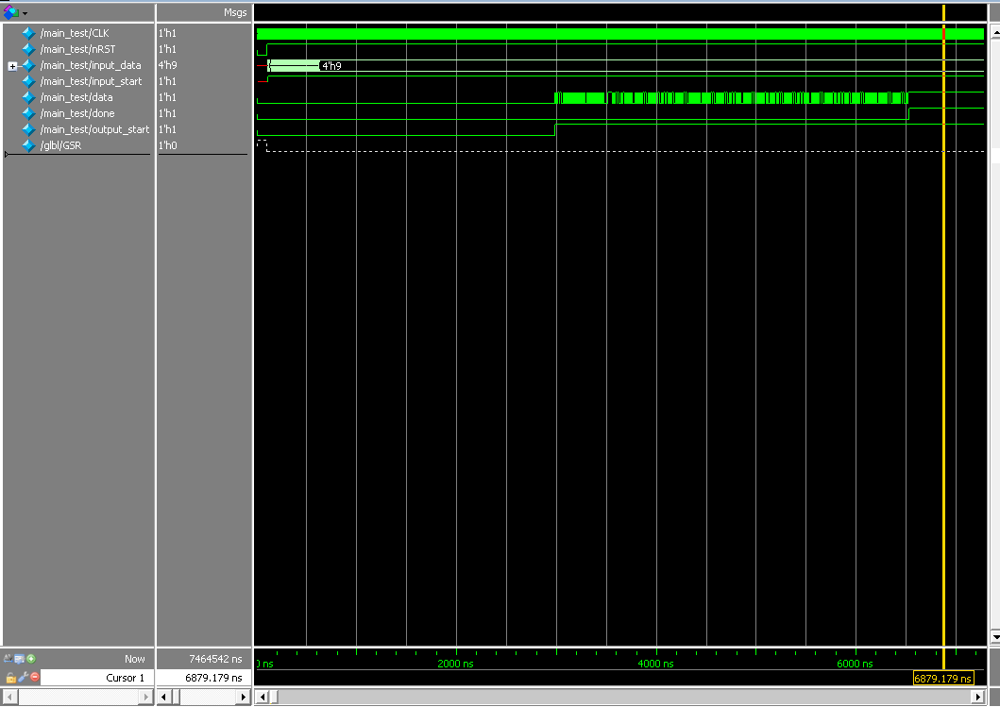 Msgs
/main_test/CLK 1'h1
/main_test/nRST 1'h1
/main_test/input_data 4'h9 4'h9
/main_test/input_start 1'h1
/main_test/data 1'h1
/main_test/done 1'h1
/main_test/output_start 1'h1
/glbl/GSR 1'h0
Now 7464542 ns 0 ns 2000 ns 4000 ns 6000 ns
Cursor 1 6879.179 ns 6879.179 ns